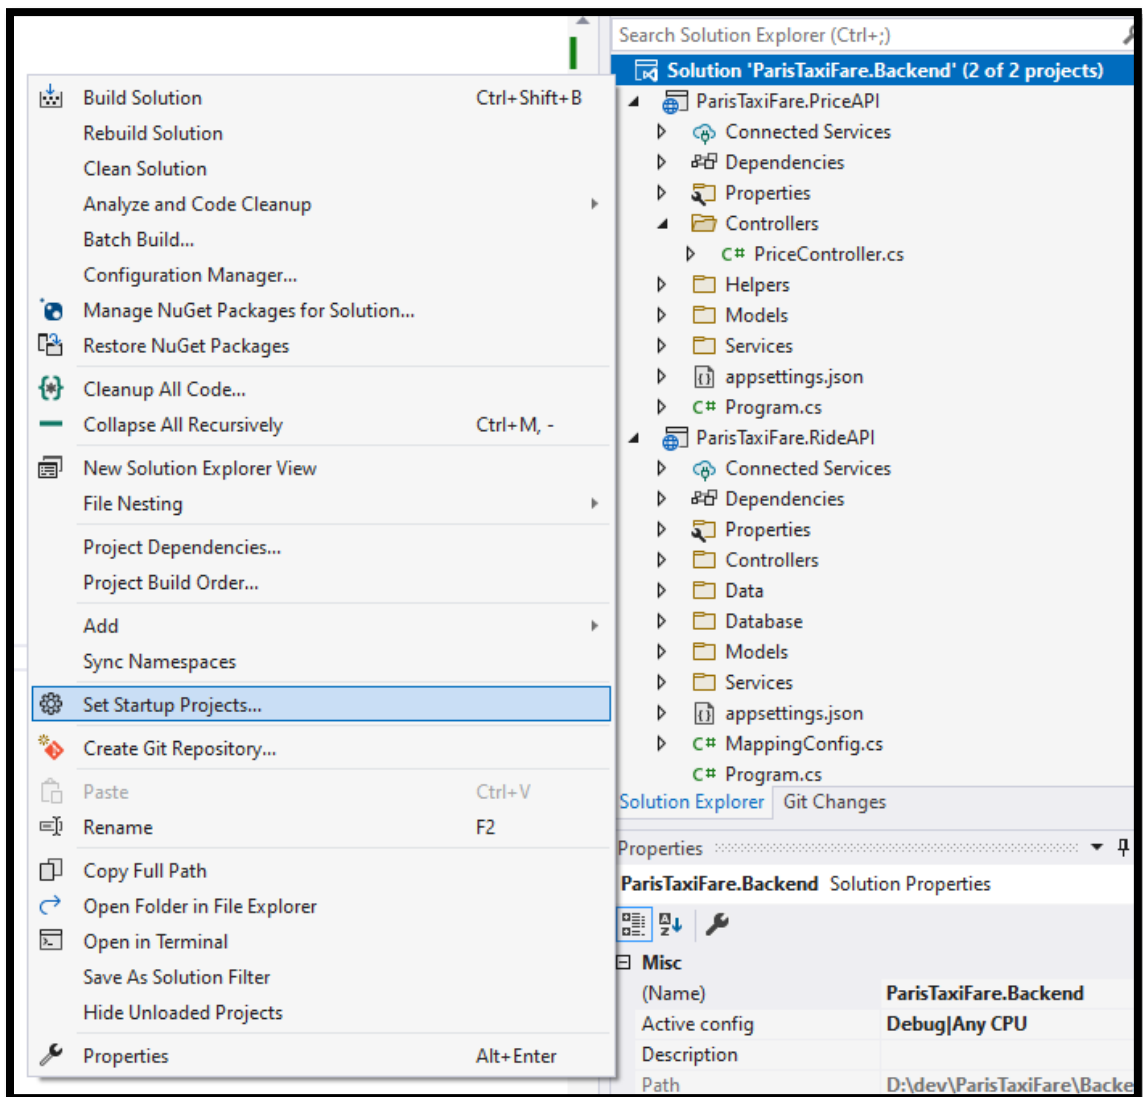 Build Solution Ctrl+Shift+B
Rebuild Solution
Clean Solution
Analyze and Code Cleanup
Batch Build...
Configuration Manager...
Manage NuGet Packages for Solution...
Restore NuGet Packages
Cleanup All Code...
Collapse All Recursively Ctrl+M, -
New Solution Explorer View
File Nesting
Project Dependencies...
Project Build Order...
Add
Sync Namespaces
Set Startup Projects...
Create Git Repository...
Paste Ctrl+V
Rename F2
Copy Full Path
Open Folder in File Explorer
Open in Terminal
Save As Solution Filter
Hide Unloaded Projects
Properties Alt+Enter
Search Solution Explorer (Ctrl+;)
Solution 'ParisTaxiFare.Backend' (2 of 2 projects)
ParisTaxiFare.PriceAPI
Connected Services
Dependencies
Properties
Controllers
C# PriceController.cs
Helpers
Models
Services
appsettings.json
C# Program.cs
ParisTaxiFare.RideAPI
Connected Services
Dependencies
Properties
Controllers
Data
Database
Models
Services
appsettings.json
C# MappingConfig.cs
C# Program.cs
Solution Explorer Git Changes
Properties
ParisTaxiFare.Backend Solution Properties
Misc
(Name) ParisTaxiFare.Backend
Active config Debug|Any CPU
Description
Path D:\dev\ParisTaxiFare\Backe